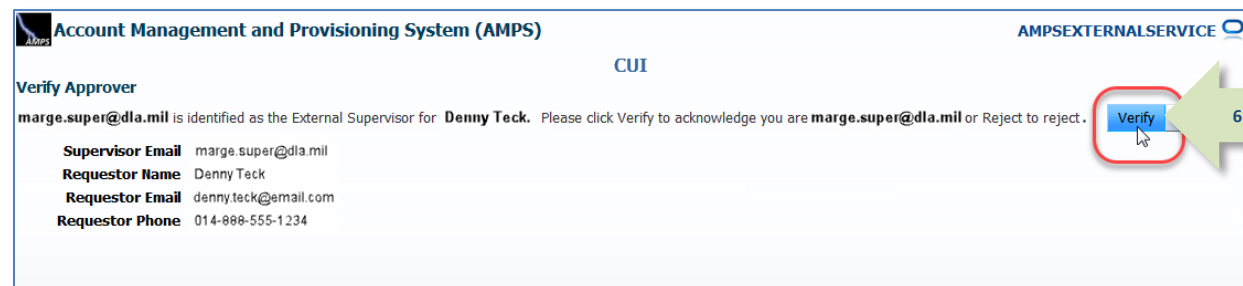 AMPS Account Management and Provisioning System (AMPS) AMPSEXTERNALSERVICE
CUI
Verify Approver
marge.super@dla.mil is identified as the External Supervisor for Denny Teck. Please click Verify to acknowledge you are marge.super@dla.mil or Reject to reject. Verify 6
Supervisor Email marge.super@dla.mil
Requestor Name Denny Teck
Requestor Email denny.teck@email.com
Requestor Phone 014-888-555-1234